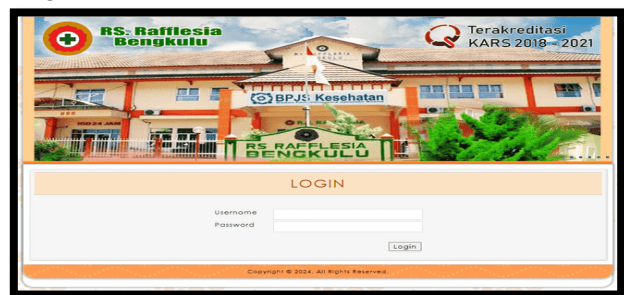 RS. Rafflesia
Bengkulu
Terakreditasi
KARS 2018 - 2021
BPJS Kesehatan
RS RAFFLESIA
BENGKULU
LOGIN
Username
Password
Login
Copyright © 2024. All Rights Reserved.